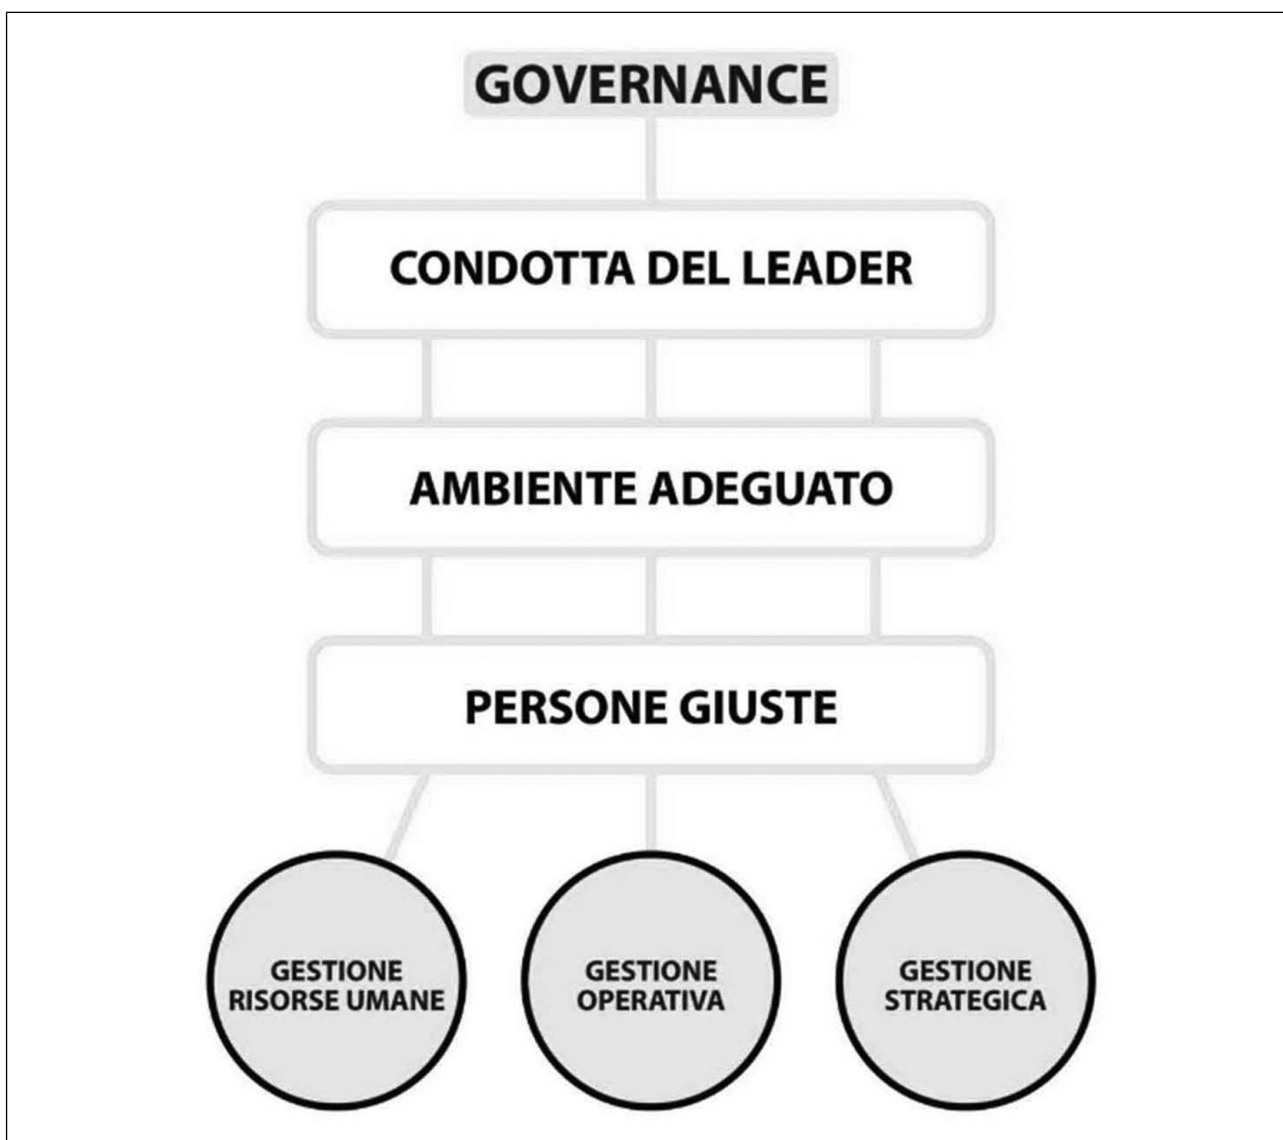 GOVERNANCE
CONDOTTA DEL LEADER
AMBIENTE ADEGUATO
PERSONE GIUSTE
GESTIONE
RISORSE UMANE
GESTIONE
OPERATIVA
GESTIONE
STRATEGICA